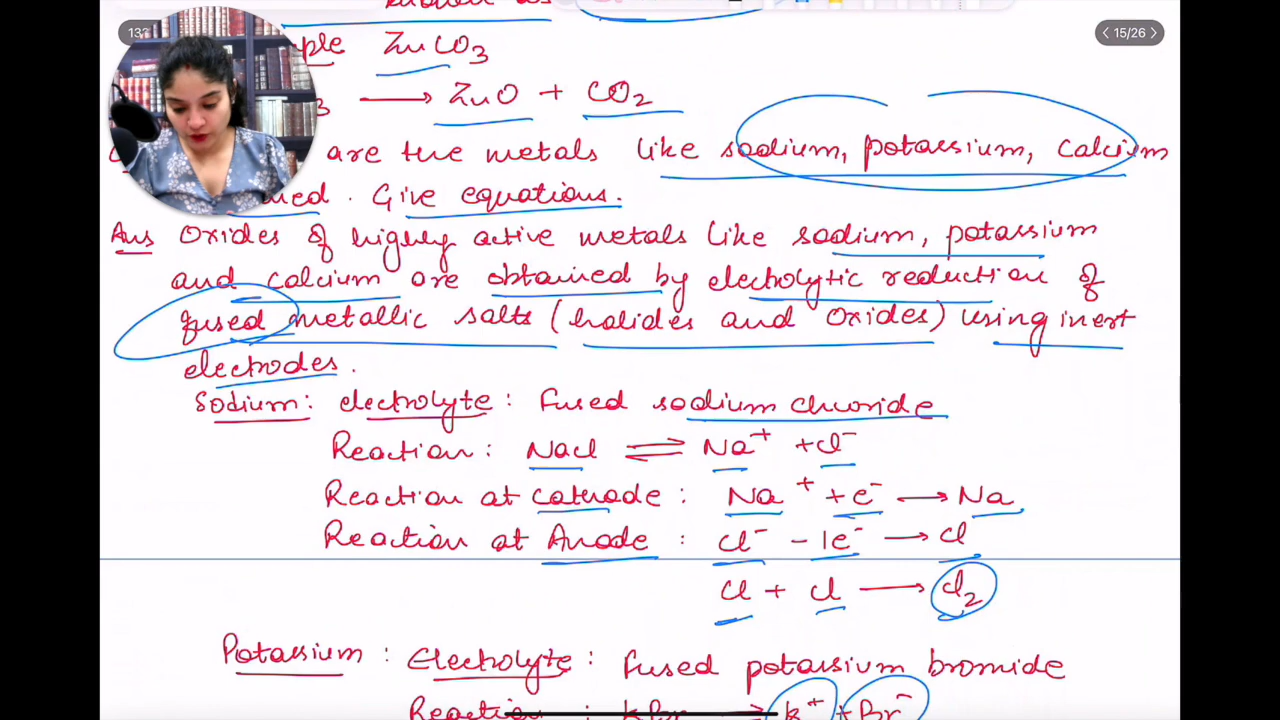 15/26
ZnCO3
⟶ ZnO + CO2
are the metals like sodium, potassium, calcium
Give equations.
Ans Oxides of highly active metals like sodium, potassium
and calcium are obtained by electrolytic reduction of
fused metallic salts (halides and oxides) using inert
electrodes.
Sodium: electrolyte: Fused sodium chloride
Reaction: NaCl ⇌ Na+ + Cl-
Reaction at cathode: Na+ + e- ⟶ Na
Reaction at Anode: Cl- - 1e- ⟶ Cl
Cl + Cl ⟶ Cl2
Potassium: Electrolyte: Fused potassium bromide
Reaction: KBr ⇌ K+ + Br-